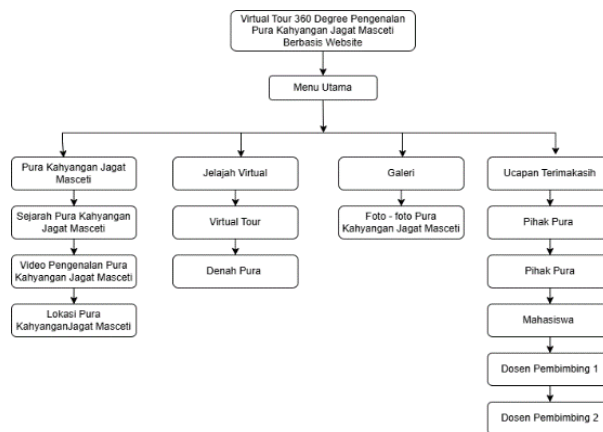 Virtual Tour 360 Degree Pengenalan
Pura Kahyangan Jagat Masceti
Berbasis Website
Menu Utama
Pura Kahyangan Jagat
Masceti
Sejarah Pura Kahyangan
Jagat Masceti
Video Pengenalan Pura
Kahyangan Jagat Masceti
Lokasi Pura
KahyanganJagat Masceti
Jelajah Virtual
Virtual Tour
Denah Pura
Galeri
Foto - foto Pura
Kahyangan Jagat Masceti
Ucapan Terimakasih
Pihak Pura
Pihak Pura
Mahasiswa
Dosen Pembimbing 1
Dosen Pembimbing 2